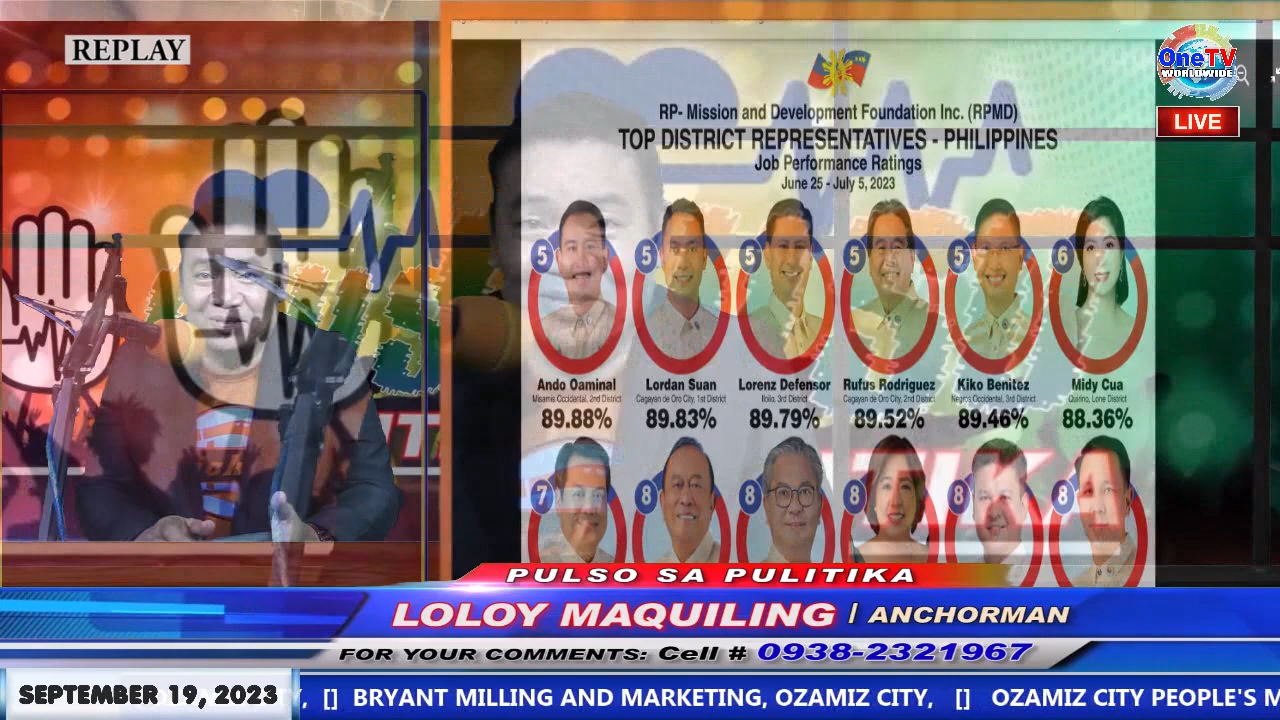 REPLAY
OneTV
WORLDWIDE
LIVE
RP- Mission and Development Foundation Inc. (RPMD)
TOP DISTRICT REPRESENTATIVES - PHILIPPINES
Job Performance Ratings
June 25 - July 5, 2023
5 5 5 5 5 6
Ando Oaminal Lordan Suan Lorenz Defensor Rufus Rodriguez Kiko Benitez Midy Cua
Misamis Occidental, 2nd District Cagayan de Oro City, 1st District Iloilo, 3rd District Cagayan de Oro City, 2nd District Negros Occidental, 3rd District Quirino, Lone District
89.88% 89.83% 89.79% 89.52% 89.46% 88.36%
7 8 8 8 8 8
PULSO SA PULITIKA
LOLOY MAQUILING / ANCHORMAN
FOR YOUR COMMENTS: Cell # 0938-2321967
SEPTEMBER 19, 2023
, [] BRYANT MILLING AND MARKETING, OZAMIZ CITY, [] OZAMIZ CITY PEOPLE'S M